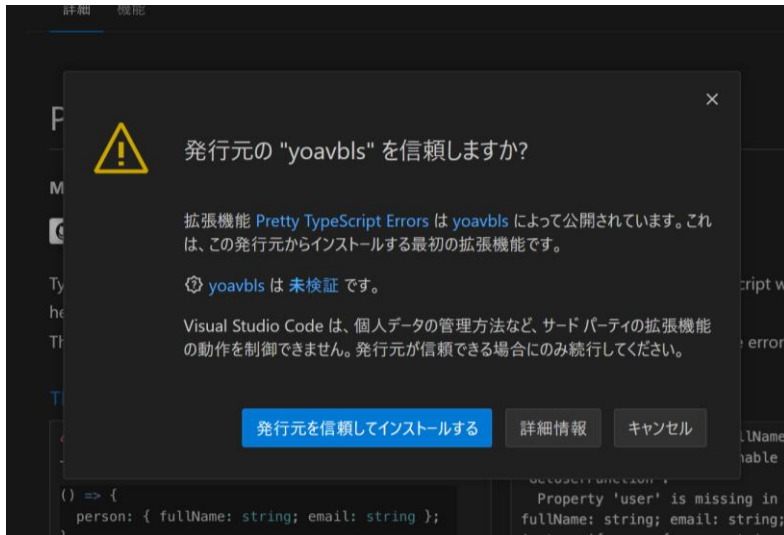 詳細 機能
発行元の "yoavbls" を信頼しますか?
拡張機能 Pretty TypeScript Errors は yoavbls によって公開されています。これ
は、この発行元からインストールする最初の拡張機能です。
yoavbls は 未検証 です。
Visual Studio Code は、個人データの管理方法など、サード パーティの拡張機能
の動作を制御できません。発行元が信頼できる場合にのみ続行してください。
発行元を信頼してインストールする 詳細情報 キャンセル
() => {
person: { fullName: string; email: string };
Property 'user' is missing in
fullName: string; email: string;